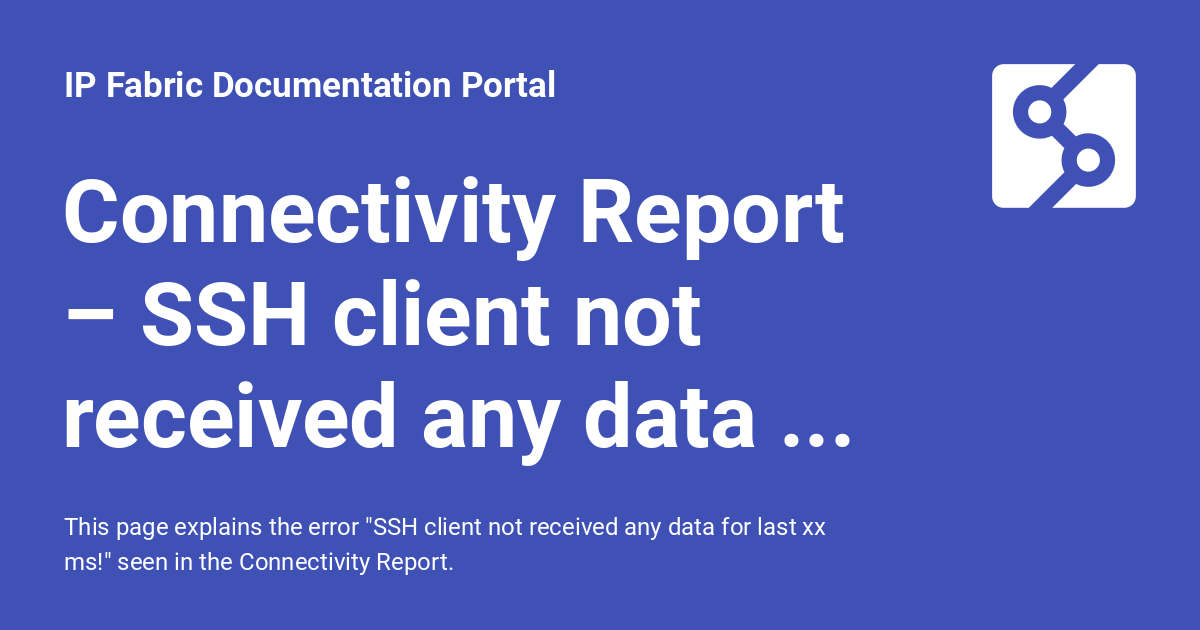 IP Fabric Documentation Portal
Connectivity Report
– SSH client not
received any data ...
This page explains the error "SSH client not received any data for last xx
ms!" seen in the Connectivity Report.